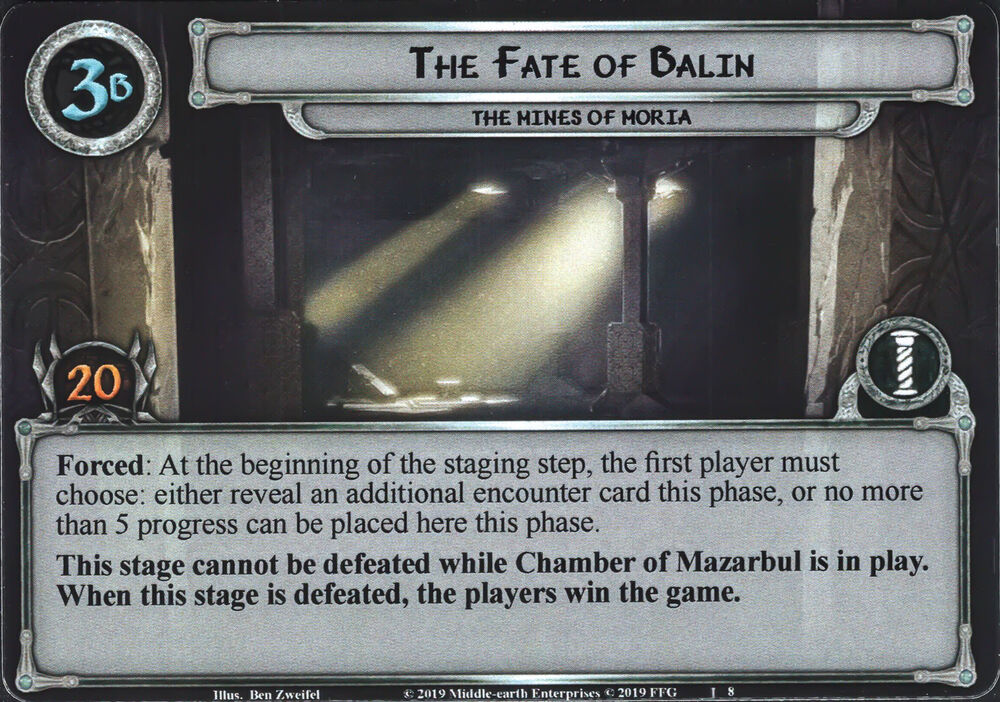 3B
THE FATE OF BALIN
THE MINES OF MORIA
20
Forced: At the beginning of the staging step, the first player must
choose: either reveal an additional encounter card this phase, or no more
than 5 progress can be placed here this phase.
This stage cannot be defeated while Chamber of Mazarbul is in play.
When this stage is defeated, the players win the game.
Illus. Ben Zweifel © 2019 Middle-earth Enterprises © 2019 FFG 8